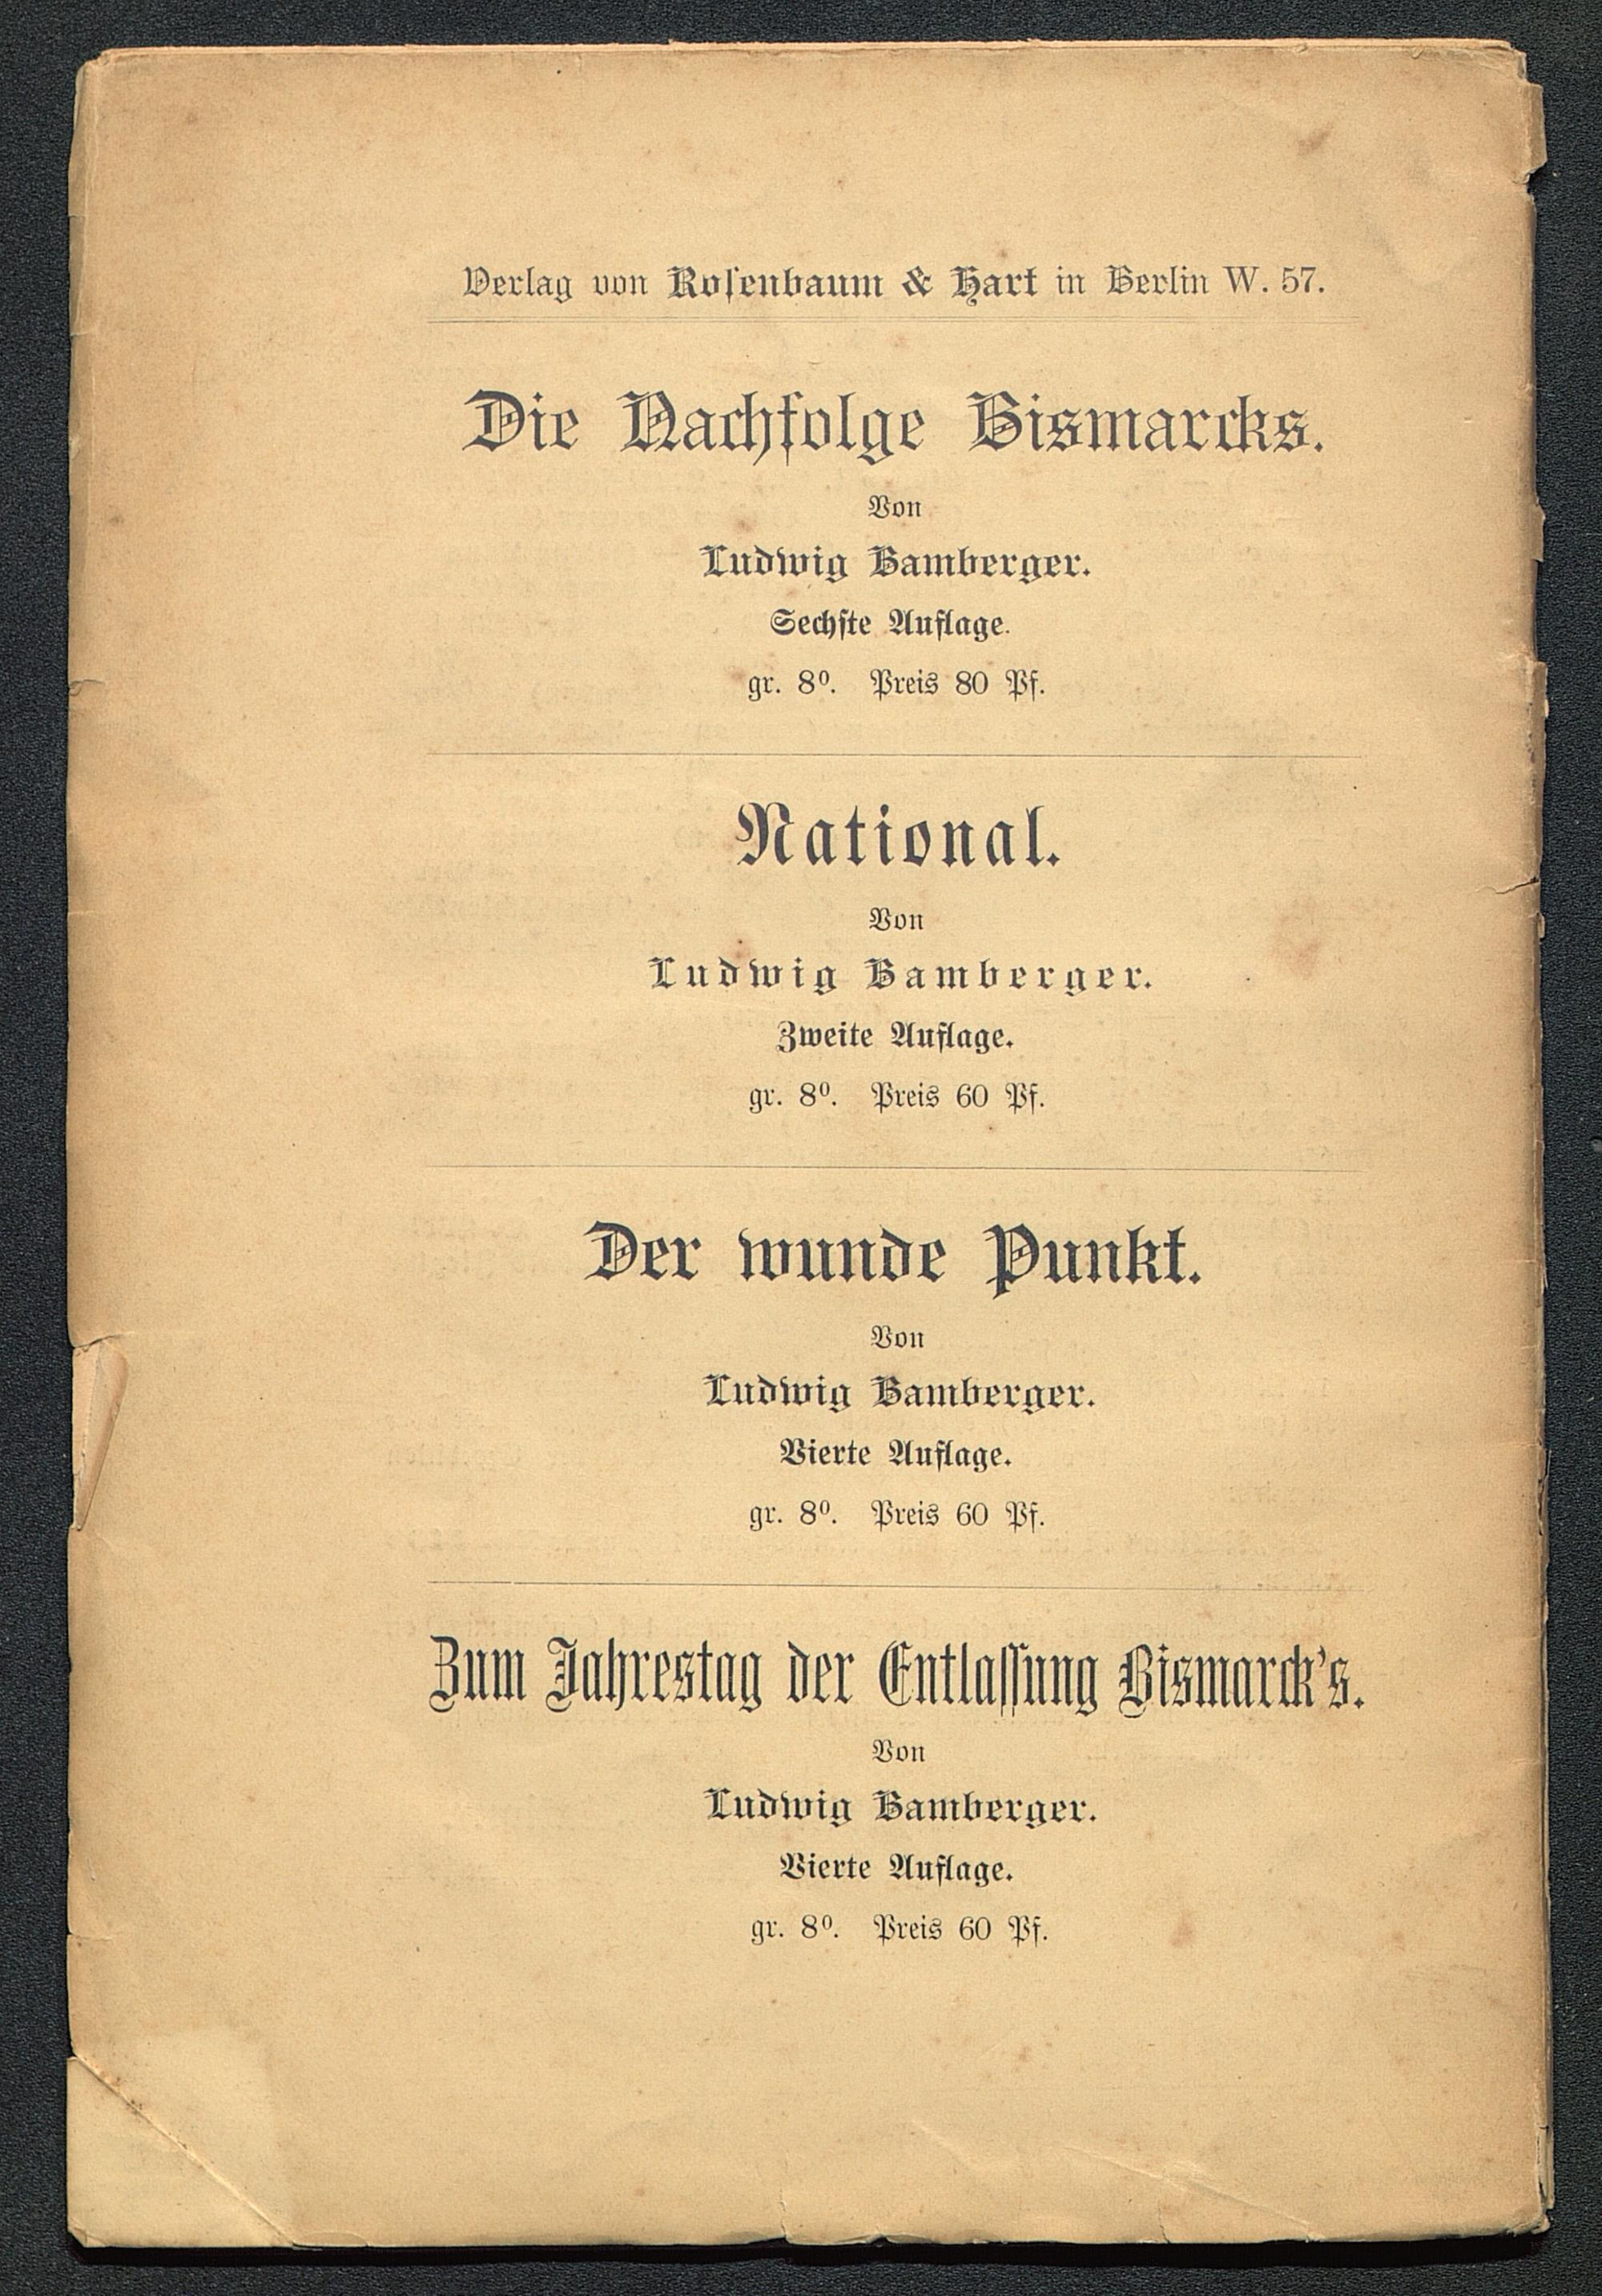 Verlag von Rosenbaum & Hart in Berlin W. 57.
Die Nachfolge Bismarcks.
Von
Ludwig Bamberger.
Sechste Auflage.
gr. 8⁰. Preis 80 Pf.
National.
Von
Ludwig Bamberger.
Zweite Auflage.
gr. 8⁰. Preis 60 Pf.
Der wunde Punkt.
Von
Ludwig Bamberger.
Vierte Auflage.
gr. 8⁰. Preis 60 Pf.
Zum Jahrestag der Entlassung Bismarck's.
Von
Ludwig Bamberger.
Vierte Auflage.
gr. 8⁰. Preis 60 Pf.